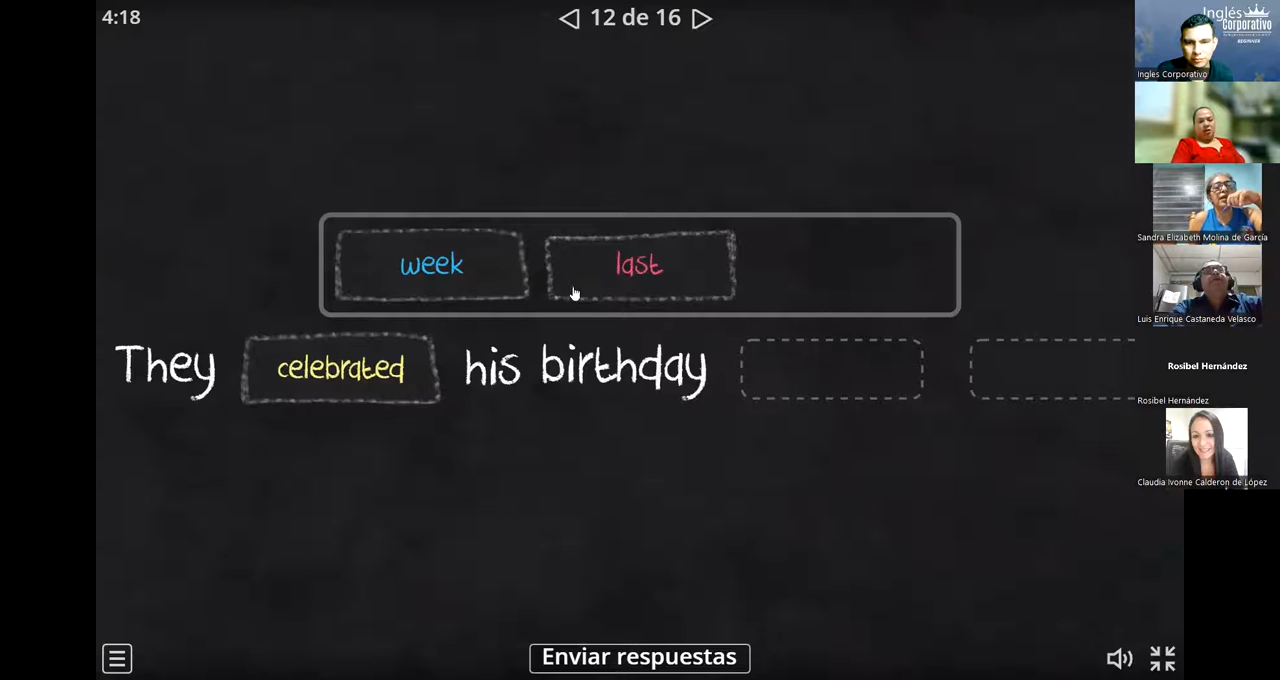 4:18
12 de 16
week last
They celebrated his birthday
Enviar respuestas
Inglés
Corporativo
BEGINNER
Ingles Corporativo
Sandra Elizabeth Molina de García
Luis Enrique Castaneda Velasco
Rosibel Hernández
Rosibel Hernández
Claudia Ivonne Calderon de López